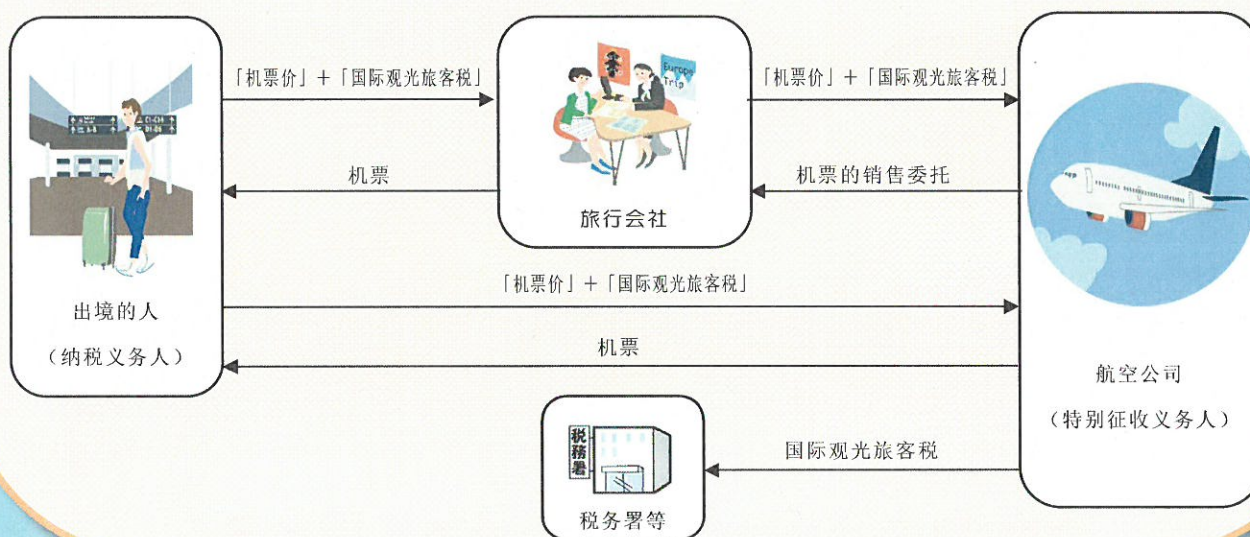 「机票价」＋「国际观光旅客税」
「机票价」＋「国际观光旅客税」
Europe
Trip
机票
机票的销售委托
旅行会社
「机票价」＋「国际观光旅客税」
出境的人
（纳税义务人）
机票
航空公司
（特别征收义务人）
国际观光旅客税
税務署
税务署等